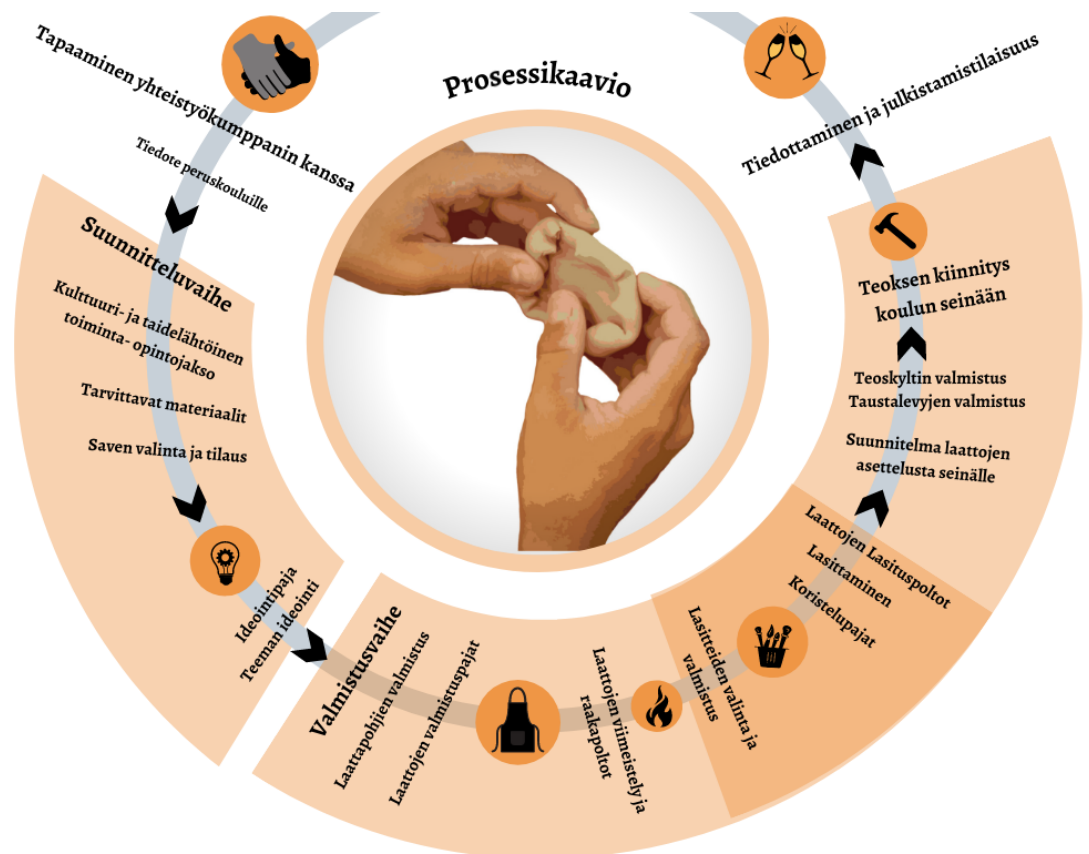 Prosessikaavio
Tapaaminen yhteistyökumppanin kanssa
Tiedote peruskouluille
Suunnitteluvaihe
Kulttuuri- ja taidelähtöinen
toiminta- opintojakso
Tarvittavat materiaalit
Saven valinta ja tilaus
Ideointipaja
Teeman ideointi
Valmistusvaihe
Laattapohjien valmistus
Laattojen valmistuspajat
Laattojen viimeistely ja
raakapoltot
Lasitteiden valinta ja
valmistus
Koristelupajat
Lasittaminen
Laattojen Lasituspoltot
Suunnitelma laattojen
asettelusta seinälle
Teoskyltin valmistus
Taustalevyjen valmistus
Teoksen kiinnitys
koulun seinään
Tiedottaminen ja julkistamistilaisuus